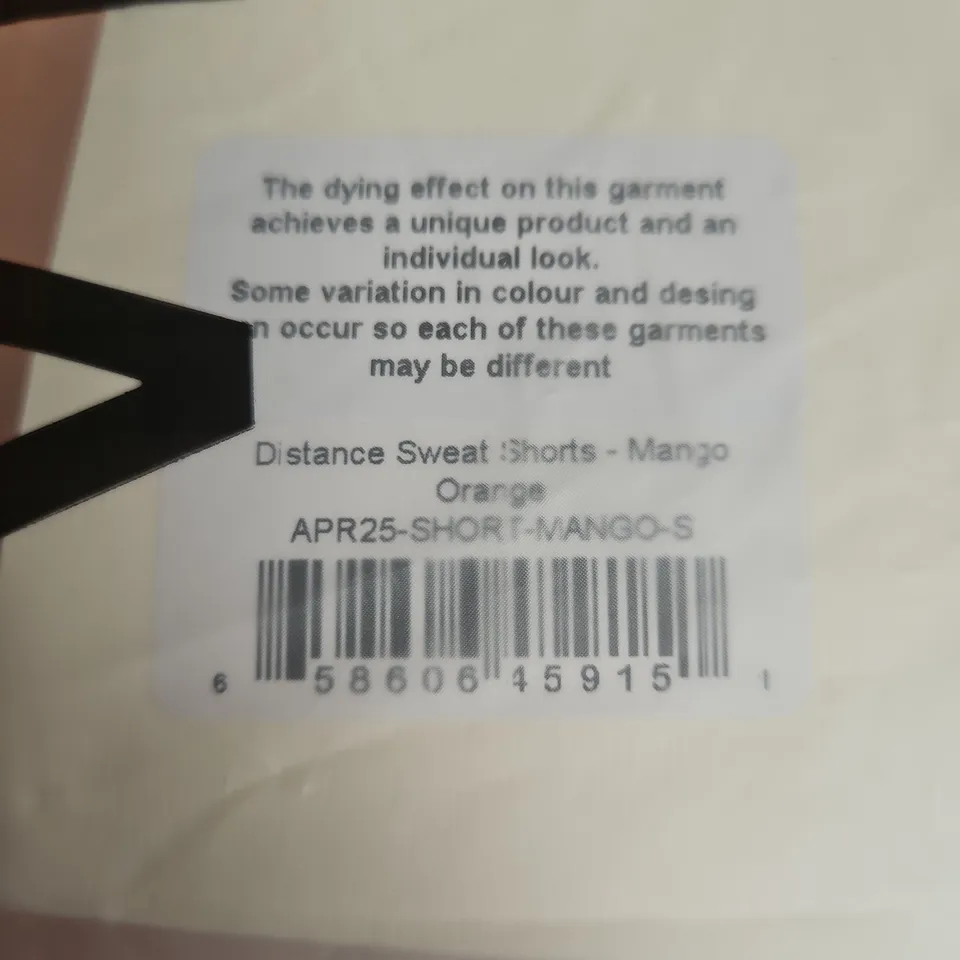 The dying effect on this garment
achieves a unique product and an
individual look.
Some variation in colour and desing
occur so each of these garments
may be different
Distance Sweat Shorts - Mango
Orange
APR25-SHORT-MANGO-S
6 58606 45915 1